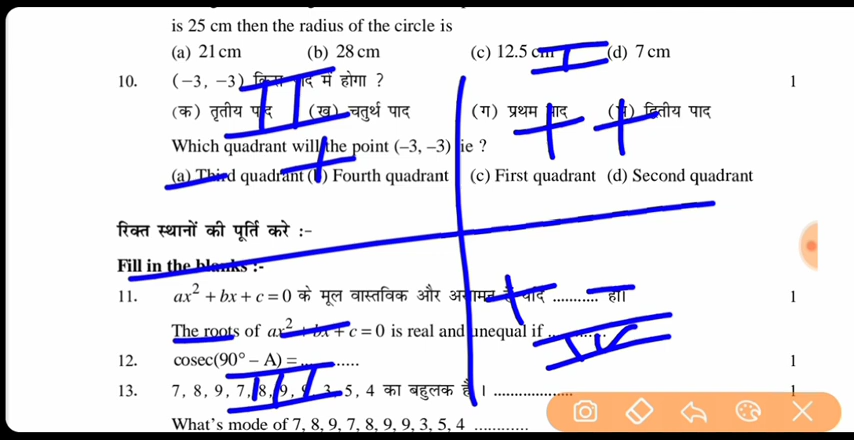 is 25 cm then the radius of the circle is
(a) 21 cm (b) 28 cm (c) 12.5 cm (d) 7 cm
I
10. (−3, −3) किस पाद में होगा ? 1
II
(क) तृतीय पाद (ख) चतुर्थ पाद (ग) प्रथम पाद (घ) द्वितीय पाद
+ +
Which quadrant will the point (−3, −3) lie ?
− +
(a) Third quadrant (b) Fourth quadrant (c) First quadrant (d) Second quadrant
रिक्त स्थानों की पूर्ति करे :-
Fill in the blanks :-
+ −
11. ax² + bx + c = 0 के मूल वास्तविक और असमान हैं यदि ........... हो। 1
− −
The roots of ax² + bx + c = 0 is real and unequal if ............
IV
12. cosec(90° − A) = ............ 1
III
13. 7, 8, 9, 7, 8, 9, 9, 3, 5, 4 का बहुलक है । .................... 1
What's mode of 7, 8, 9, 7, 8, 9, 9, 3, 5, 4 ............